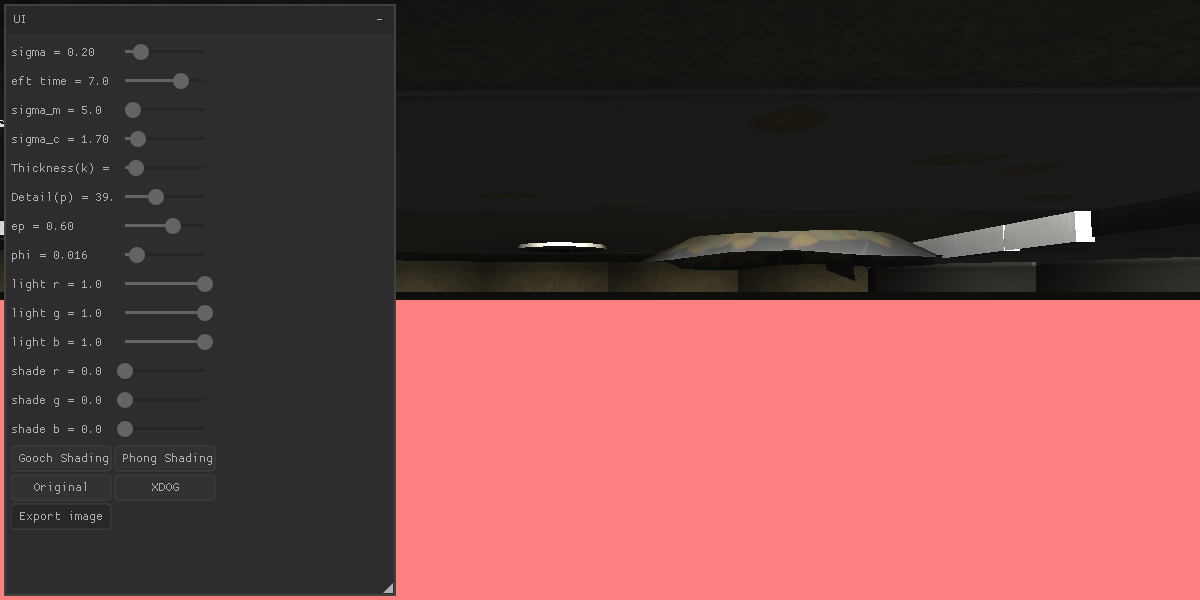 UI -
sigma = 0.20
eft time = 7.0
sigma_m = 5.0
sigma_c = 1.70
Thickness(k) =
Detail(p) = 39.
ep = 0.60
phi = 0.016
light r = 1.0
light g = 1.0
light b = 1.0
shade r = 0.0
shade g = 0.0
shade b = 0.0
Gooch Shading Phong Shading
Original XDOG
Export image